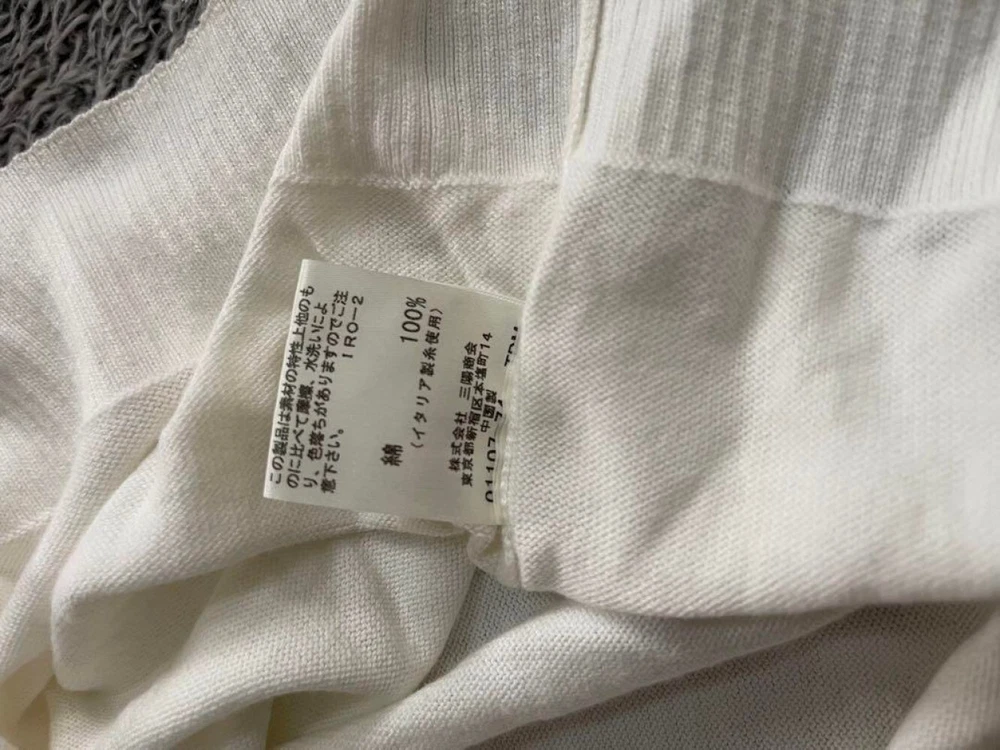 この製品は素材の特性上他のも
のに比べて摩擦、水洗いによ
り、色落ちがありますのでご注
意下さい。
IRO－2
綿 100%
（イタリア製糸使用）
株式会社 三陽商会
東京都新宿区本塩町14
中国製